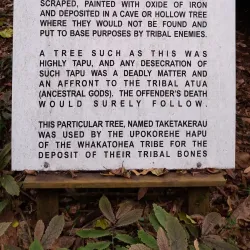 SCRAPED, PAINTED WITH OXIDE OF IRON
AND DEPOSITED IN A CAVE OR HOLLOW TREE
WHERE THEY WOULD NOT BE FOUND AND
PUT TO BASE PURPOSES BY TRIBAL ENEMIES.
A TREE SUCH AS THIS WAS
HIGHLY TAPU, AND ANY DESECRATION OF
SUCH TAPU WAS A DEADLY MATTER AND
AN AFFRONT TO THE TRIBAL ATUA
(ANCESTRAL GODS). THE OFFENDER'S DEATH
WOULD SURELY FOLLOW.
THIS PARTICULAR TREE, NAMED TAKETAKERAU
WAS USED BY THE UPOKOREHE HAPU
OF THE WHAKATOHEA TRIBE FOR THE
DEPOSIT OF THEIR TRIBAL BONES